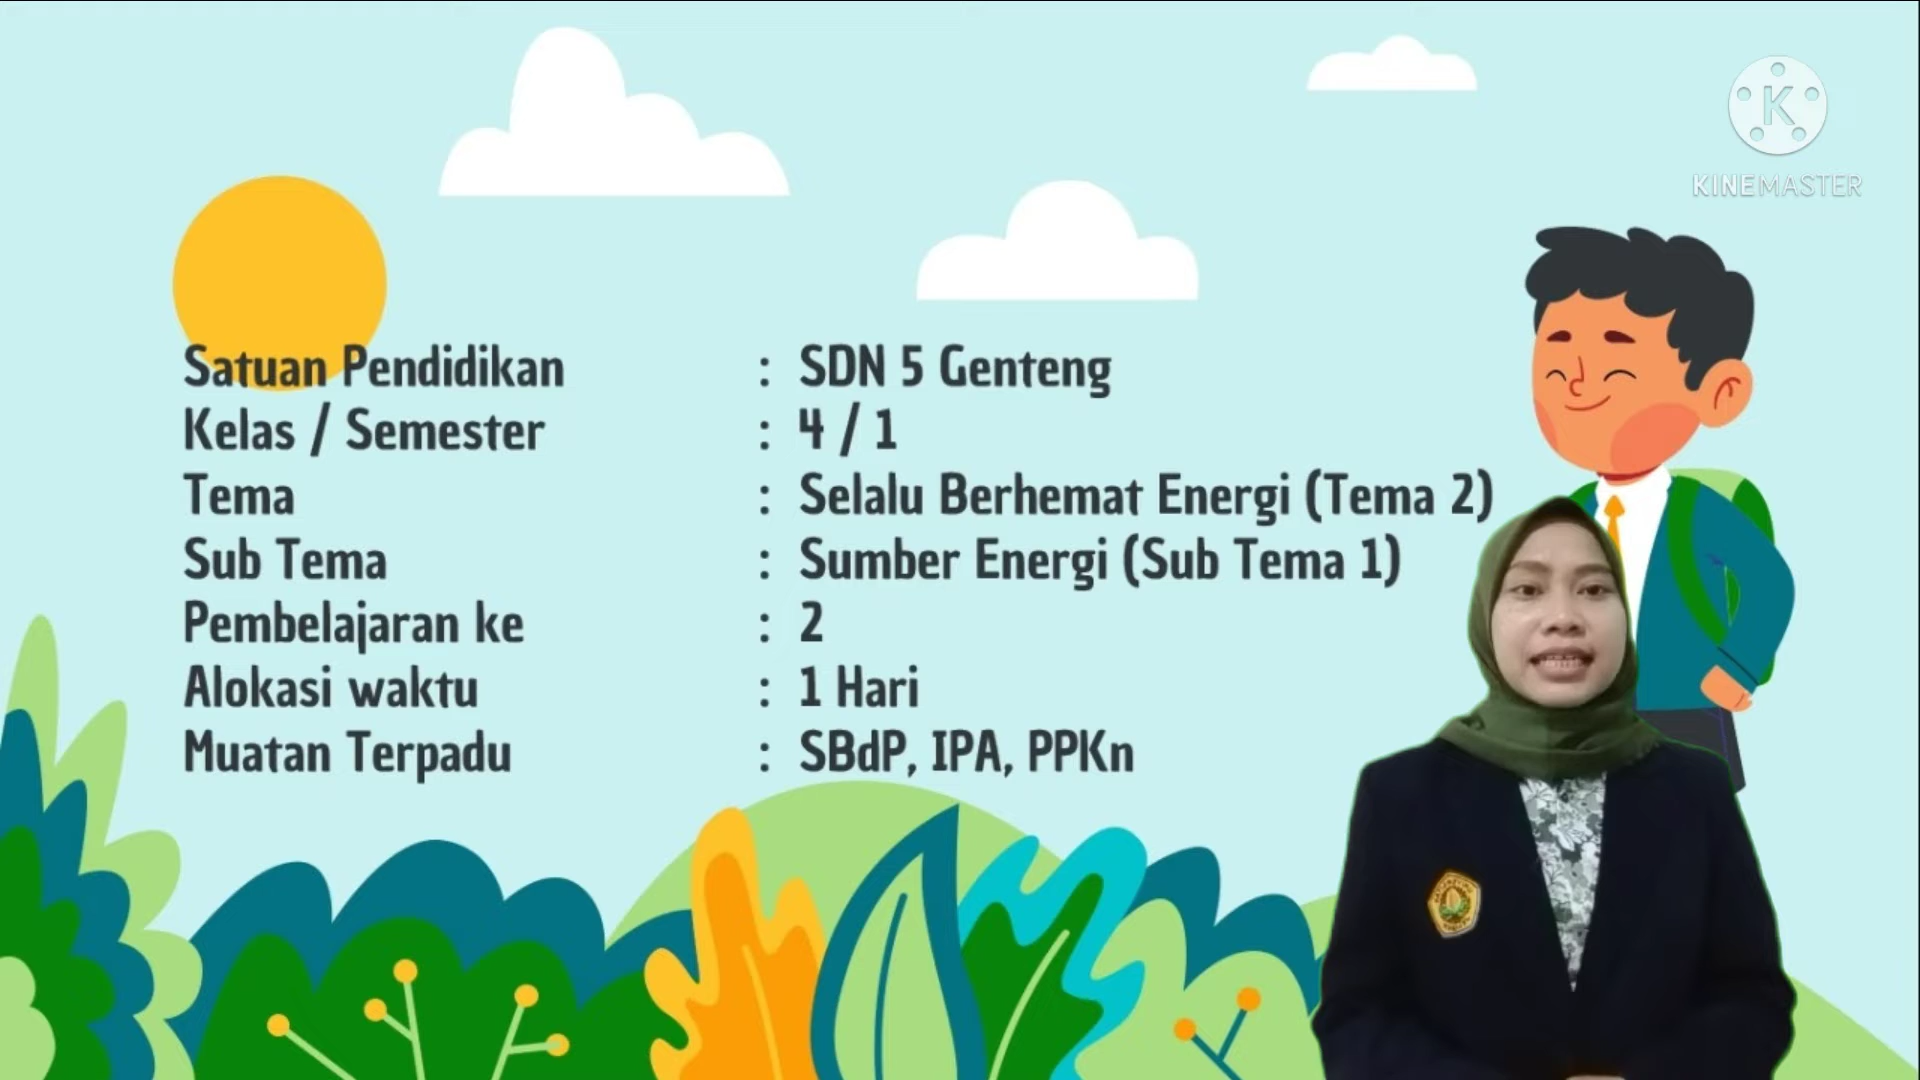 K
KINEMASTER
Satuan Pendidikan : SDN 5 Genteng
Kelas / Semester : 4 / 1
Tema : Selalu Berhemat Energi (Tema 2)
Sub Tema : Sumber Energi (Sub Tema 1)
Pembelajaran ke : 2
Alokasi waktu : 1 Hari
Muatan Terpadu : SBdP, IPA, PPKn